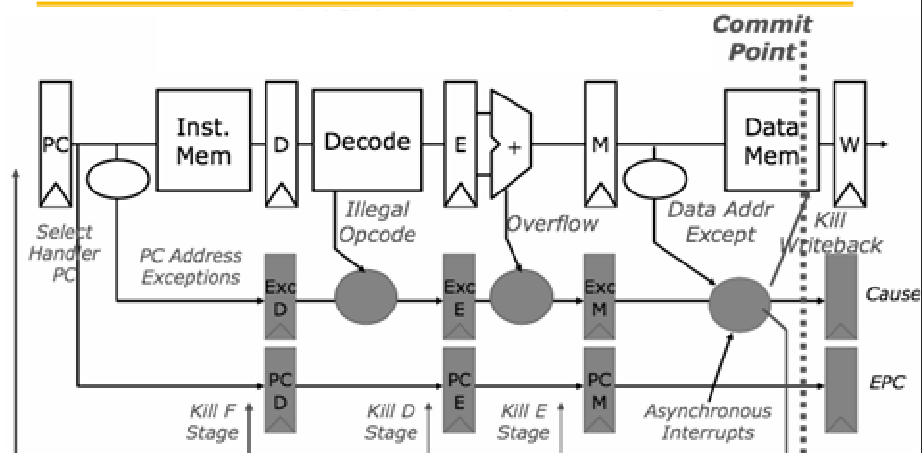 Commit
Point
PC
Inst.
Mem
D
Decode
E
+
M
Data
Mem
W
Select
Handler
PC
PC Address
Exceptions
Illegal
Opcode
Overflow
Data Addr
Except
Kill
Writeback
Exc
D
Exc
E
Exc
M
Cause
PC
D
PC
E
PC
M
EPC
Kill F
Stage
Kill D
Stage
Kill E
Stage
Asynchronous
Interrupts